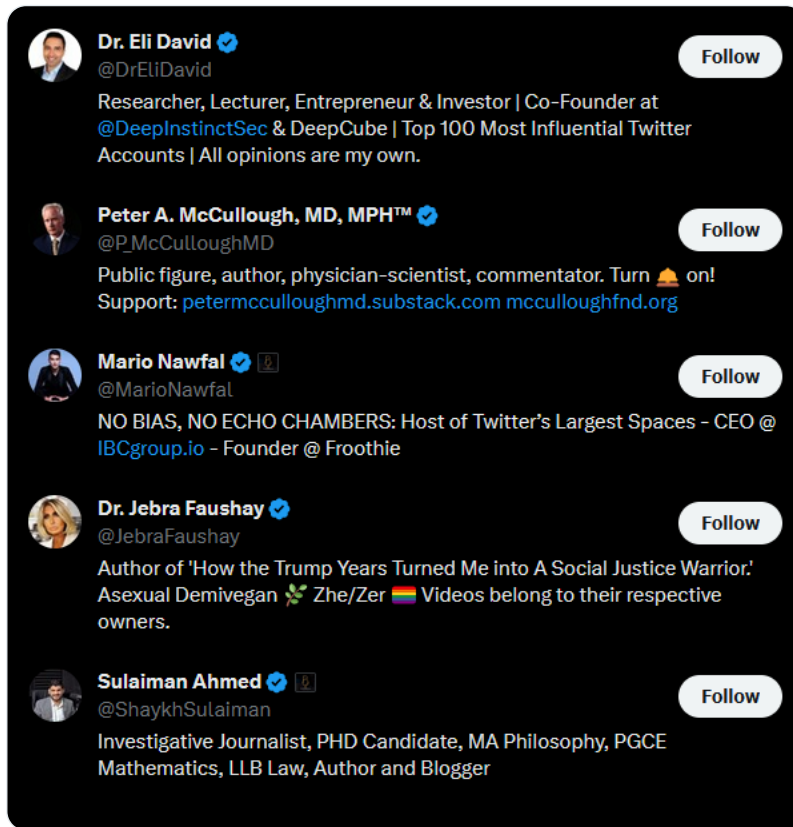 Dr. Eli David
Follow
@DrEliDavid
Researcher, Lecturer, Entrepreneur & Investor | Co-Founder at
@DeepInstinctSec & DeepCube | Top 100 Most Influential Twitter
Accounts | All opinions are my own.
Peter A. McCullough, MD, MPH™
Follow
@P_McCulloughMD
Public figure, author, physician-scientist, commentator. Turn 🛎 on!
Support: petermcculloughmd.substack.com mcculloughfnd.org
Mario Nawfal
Follow
@MarioNawfal
NO BIAS, NO ECHO CHAMBERS: Host of Twitter’s Largest Spaces - CEO @
IBCgroup.io - Founder @ Froothie
Dr. Jebra Faushay
Follow
@JebraFaushay
Author of 'How the Trump Years Turned Me into A Social Justice Warrior.'
Asexual Demivegan 🌿 Zhe/Zer 🏳️‍🌈 Videos belong to their respective
owners.
Sulaiman Ahmed
Follow
@ShaykhSulaiman
Investigative Journalist, PHD Candidate, MA Philosophy, PGCE
Mathematics, LLB Law, Author and Blogger